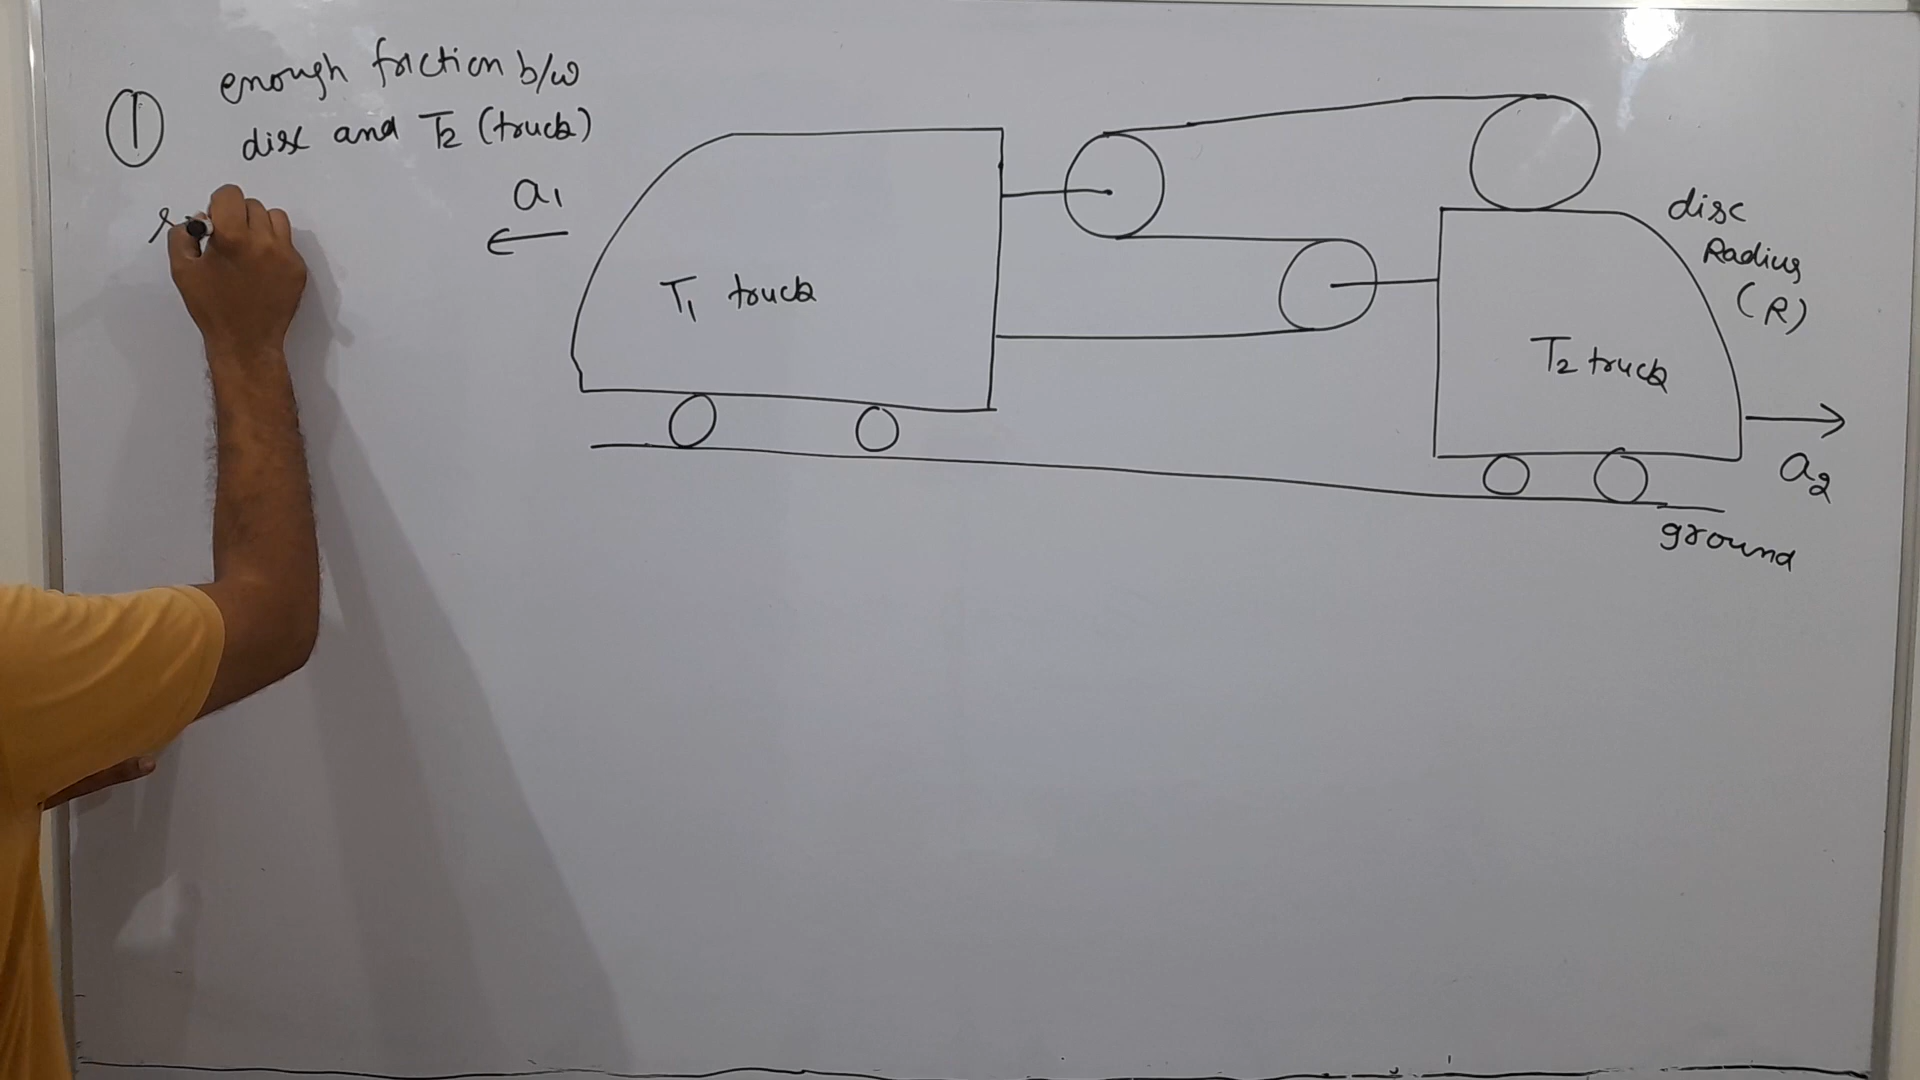 ① enough friction b/w
disc and T2 (truck)
a1
T1 truck
disc
Radius
(R)
T2 truck
a2
ground